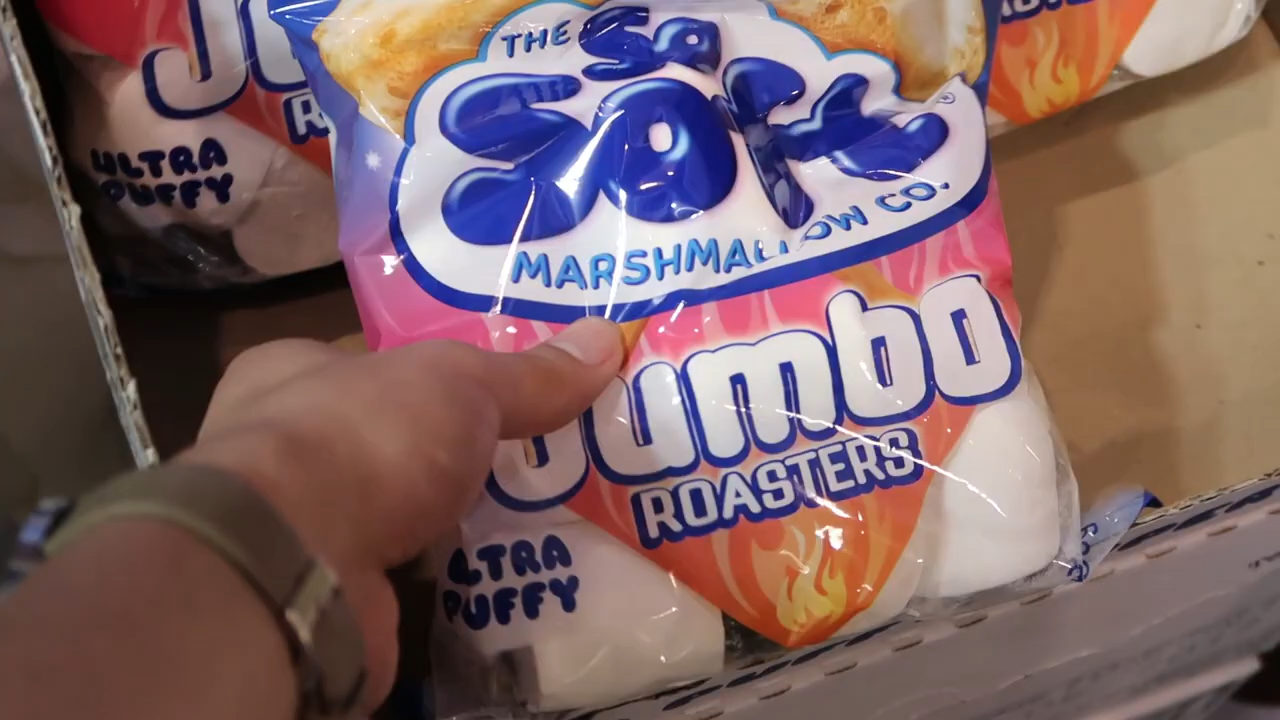 THE So
Soft®
MARSHMALLOW CO.
Jumbo
ROASTERS
ULTRA
PUFFY
ULTRA
PUFFY